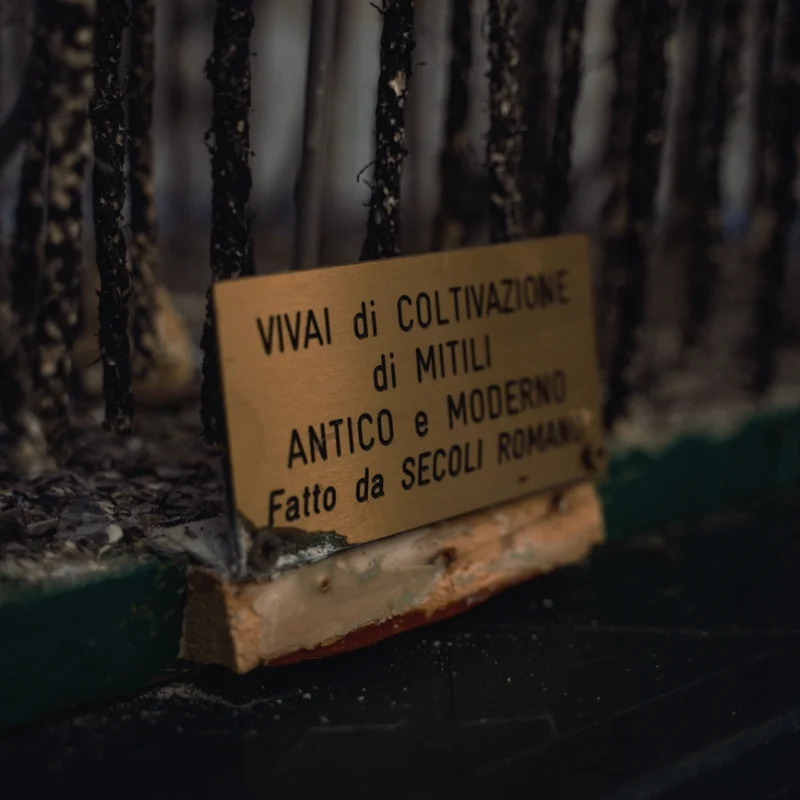 VIVAI di COLTIVAZIONE
di MITILI
ANTICO e MODERNO
Fatto da SECOLI ROMANI